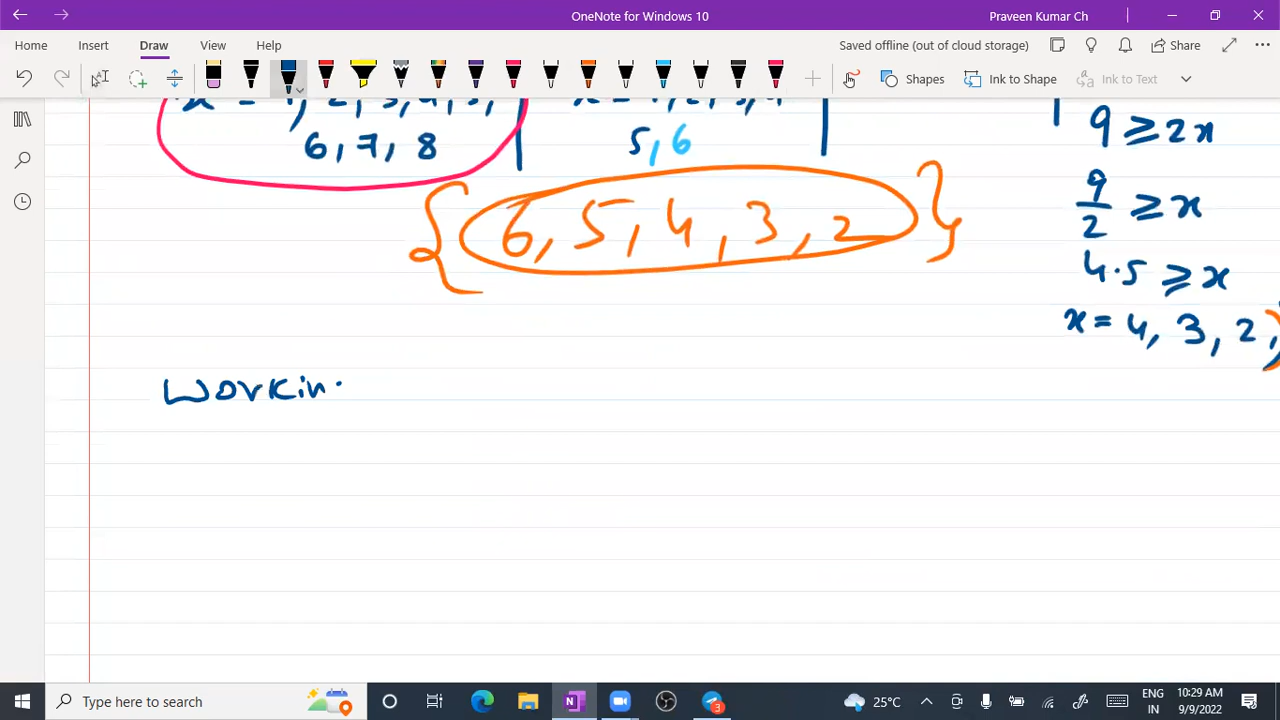 OneNote for Windows 10
Praveen Kumar Ch
Home Insert Draw View Help
Saved offline (out of cloud storage)
Share
Shapes
Ink to Shape
Ink to Text
6, 7, 8
5, 6
{6, 5, 4, 3, 2}
9 ≥ 2x
9/2 ≥ x
4.5 ≥ x
x = 4, 3, 2,
Workin
Type here to search
3
25°C
ENG
IN
10:29 AM
9/9/2022